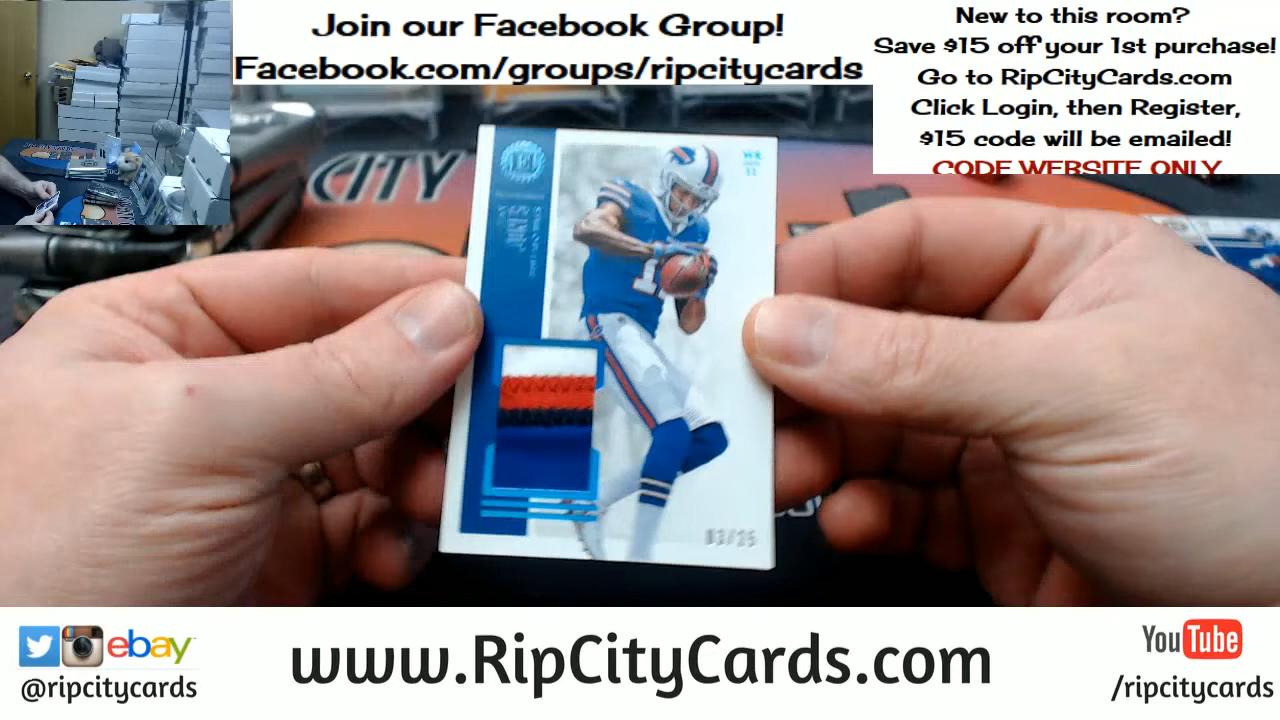 Join our Facebook Group!
Facebook.com/groups/ripcitycards
New to this room?
Save $15 off your 1st purchase!
Go to RipCityCards.com
Click Login, then Register,
$15 code will be emailed!
CODE WEBSITE ONLY
CITY
WR
03/25
ebay
@ripcitycards
www.RipCityCards.com
YouTube
/ripcitycards